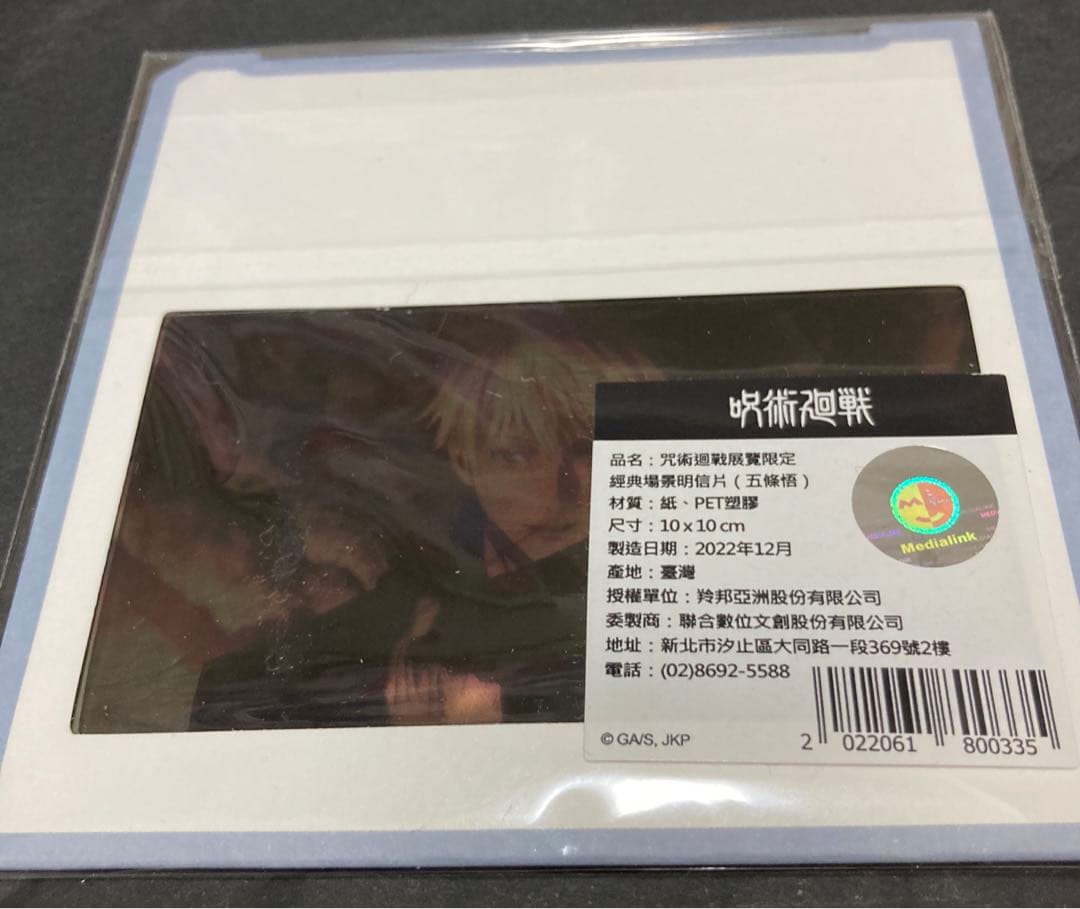 呪術廻戦
品名：咒術迴戰展覽限定
經典場景明信片（五條悟）
材質：紙、PET塑膠
尺寸：10 x 10 cm
製造日期：2022年12月
產地：臺灣
授權單位：羚邦亞洲股份有限公司
委製商：聯合數位文創股份有限公司
地址：新北市汐止區大同路一段369號2樓
電話：(02)8692-5588
Medialink
© GA/S, JKP
2 022061 800335